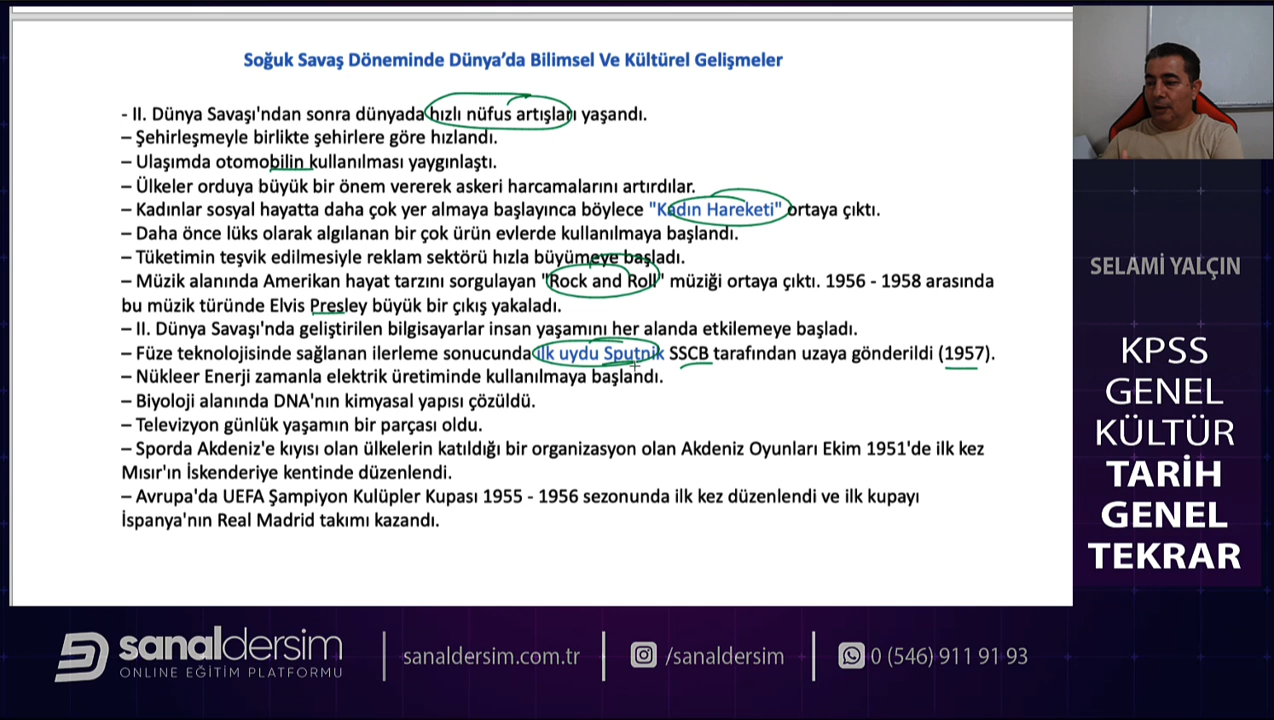 Soğuk Savaş Döneminde Dünya’da Bilimsel Ve Kültürel Gelişmeler
- II. Dünya Savaşı'ndan sonra dünyada hızlı nüfus artışları yaşandı.
– Şehirleşmeyle birlikte şehirlere göre hızlandı.
– Ulaşımda otomobilin kullanılması yaygınlaştı.
– Ülkeler orduya büyük bir önem vererek askeri harcamalarını artırdılar.
– Kadınlar sosyal hayatta daha çok yer almaya başlayınca böylece "Kadın Hareketi" ortaya çıktı.
– Daha önce lüks olarak algılanan bir çok ürün evlerde kullanılmaya başlandı.
– Tüketimin teşvik edilmesiyle reklam sektörü hızla büyümeye başladı.
– Müzik alanında Amerikan hayat tarzını sorgulayan "Rock and Roll" müziği ortaya çıktı. 1956 - 1958 arasında
bu müzik türünde Elvis Presley büyük bir çıkış yakaladı.
– II. Dünya Savaşı'nda geliştirilen bilgisayarlar insan yaşamını her alanda etkilemeye başladı.
– Füze teknolojisinde sağlanan ilerleme sonucunda ilk uydu Sputnik SSCB tarafından uzaya gönderildi (1957).
– Nükleer Enerji zamanla elektrik üretiminde kullanılmaya başlandı.
– Biyoloji alanında DNA'nın kimyasal yapısı çözüldü.
– Televizyon günlük yaşamın bir parçası oldu.
– Sporda Akdeniz'e kıyısı olan ülkelerin katıldığı bir organizasyon olan Akdeniz Oyunları Ekim 1951'de ilk kez
Mısır'ın İskenderiye kentinde düzenlendi.
– Avrupa'da UEFA Şampiyon Kulüpler Kupası 1955 - 1956 sezonunda ilk kez düzenlendi ve ilk kupayı
İspanya'nın Real Madrid takımı kazandı.
SELAMİ YALÇIN
KPSS
GENEL
KÜLTÜR
TARİH
GENEL
TEKRAR
sanaldersim
ONLINE EĞİTİM PLATFORMU
sanaldersim.com.tr
/sanaldersim
0 (546) 911 91 93